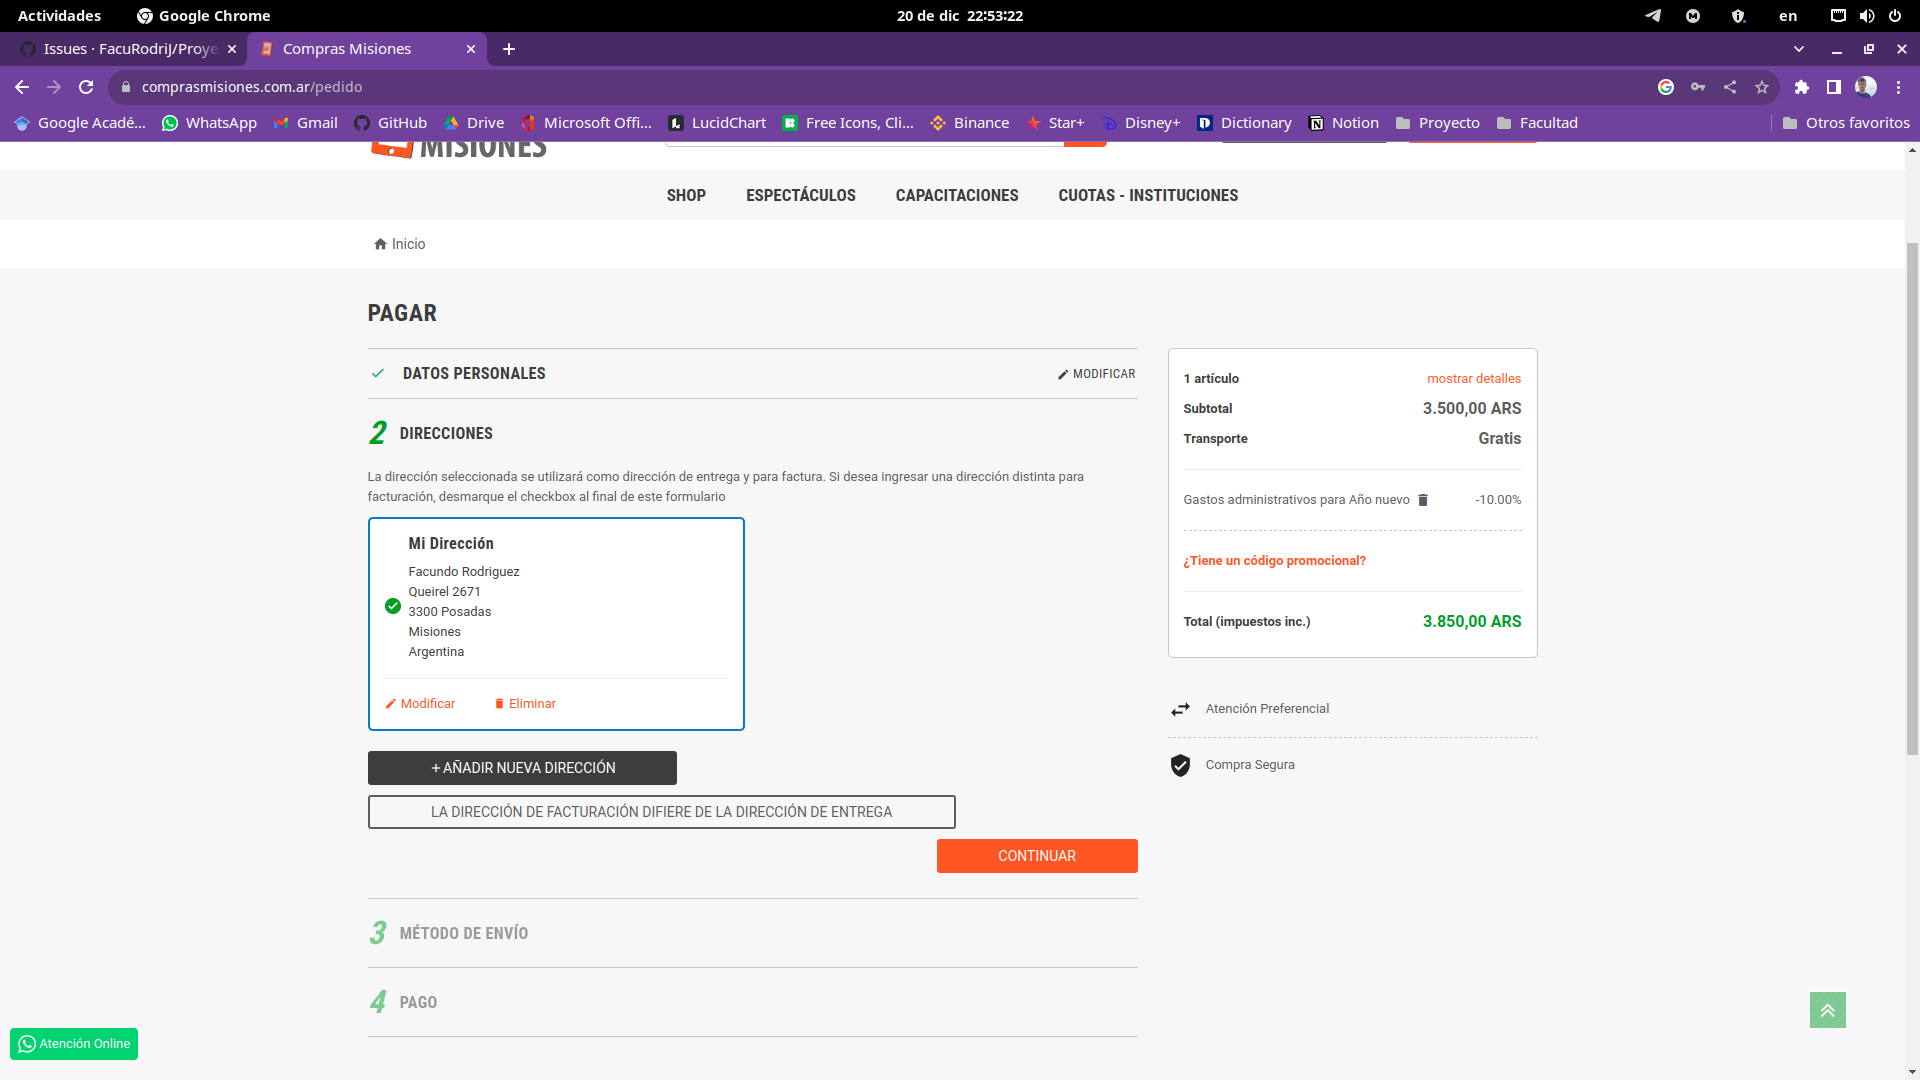 Actividades Google Chrome 20 de dic 22:53:22 en
Issues · FacuRodriJ/Proye Compras Misiones
comprasmisiones.com.ar/pedido
Google Acadé... WhatsApp Gmail GitHub Drive Microsoft Offi... LucidChart Free Icons, Cli... Binance Star+ Disney+ Dictionary Notion Proyecto Facultad Otros favoritos
MISIONES
SHOP ESPECTÁCULOS CAPACITACIONES CUOTAS - INSTITUCIONES
Inicio
PAGAR
DATOS PERSONALES MODIFICAR
2 DIRECCIONES
La dirección seleccionada se utilizará como dirección de entrega y para factura. Si desea ingresar una dirección distinta para
facturación, desmarque el checkbox al final de este formulario
Mi Dirección
Facundo Rodriguez
Queirel 2671
3300 Posadas
Misiones
Argentina
Modificar Eliminar
+ AÑADIR NUEVA DIRECCIÓN
LA DIRECCIÓN DE FACTURACIÓN DIFIERE DE LA DIRECCIÓN DE ENTREGA
CONTINUAR
3 MÉTODO DE ENVÍO
4 PAGO
1 artículo mostrar detalles
Subtotal 3.500,00 ARS
Transporte Gratis
Gastos administrativos para Año nuevo -10.00%
¿Tiene un código promocional?
Total (impuestos inc.) 3.850,00 ARS
Atención Preferencial
Compra Segura
Atención Online